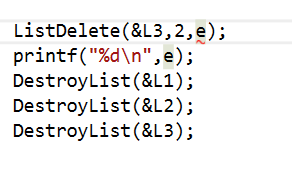 ListDelete(&L3,2,e);
printf("%d\n",e);
DestroyList(&L1);
DestroyList(&L2);
DestroyList(&L3);